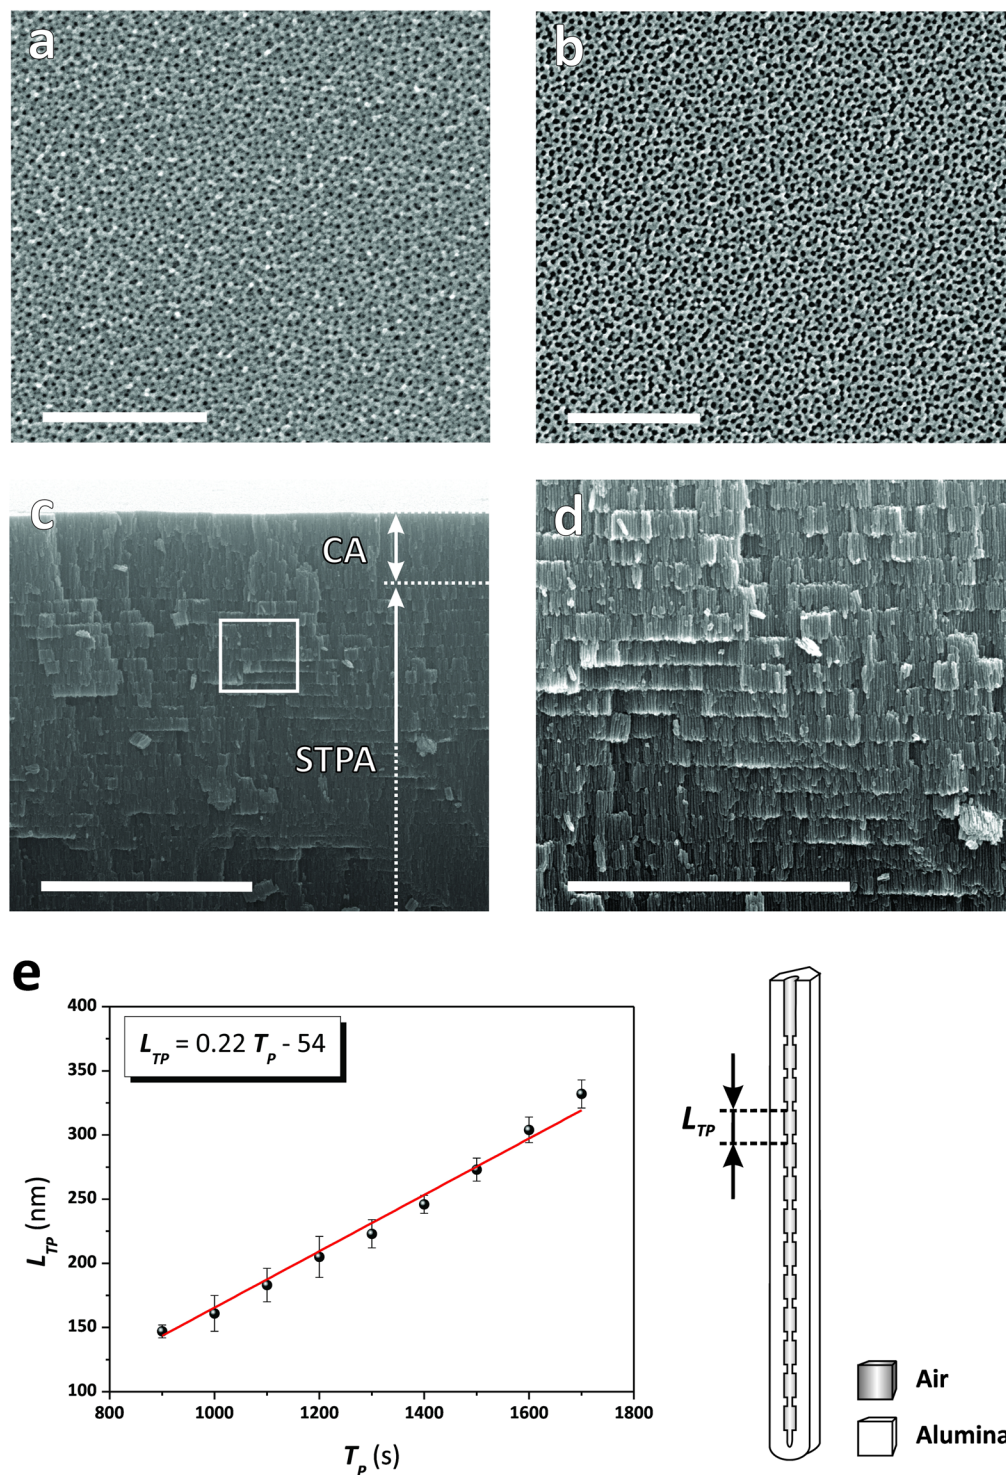 a
b
c
CA
STPA
d
e
L_TP = 0.22 T_P - 54
400
350
300
250
200
150
100
L_TP (nm)
800
1000
1200
1400
1600
1800
T_P (s)
L_TP
Air
Alumina